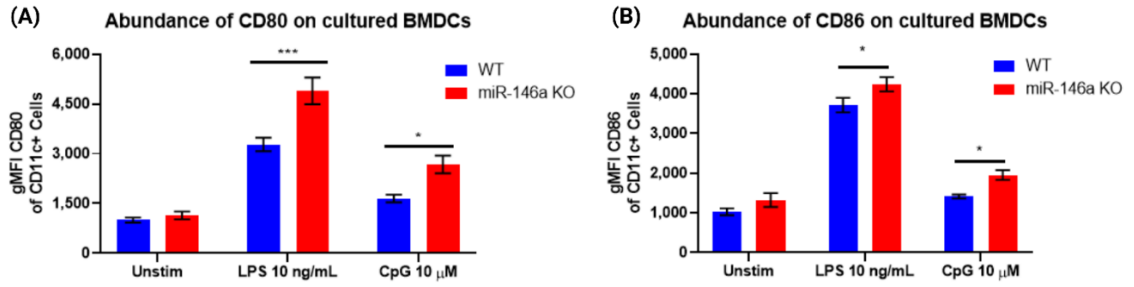 (A)
Abundance of CD80 on cultured BMDCs
gMFI CD80
of CD11c+ Cells
6,000
4,500
3,000
1,500
0
***
*
WT
miR-146a KO
Unstim
LPS 10 ng/mL
CpG 10 μM
(B)
Abundance of CD86 on cultured BMDCs
gMFI CD86
of CD11c+ Cells
5,000
4,000
3,000
2,000
1,000
0
*
*
WT
miR-146a KO
Unstim
LPS 10 ng/mL
CpG 10 μM